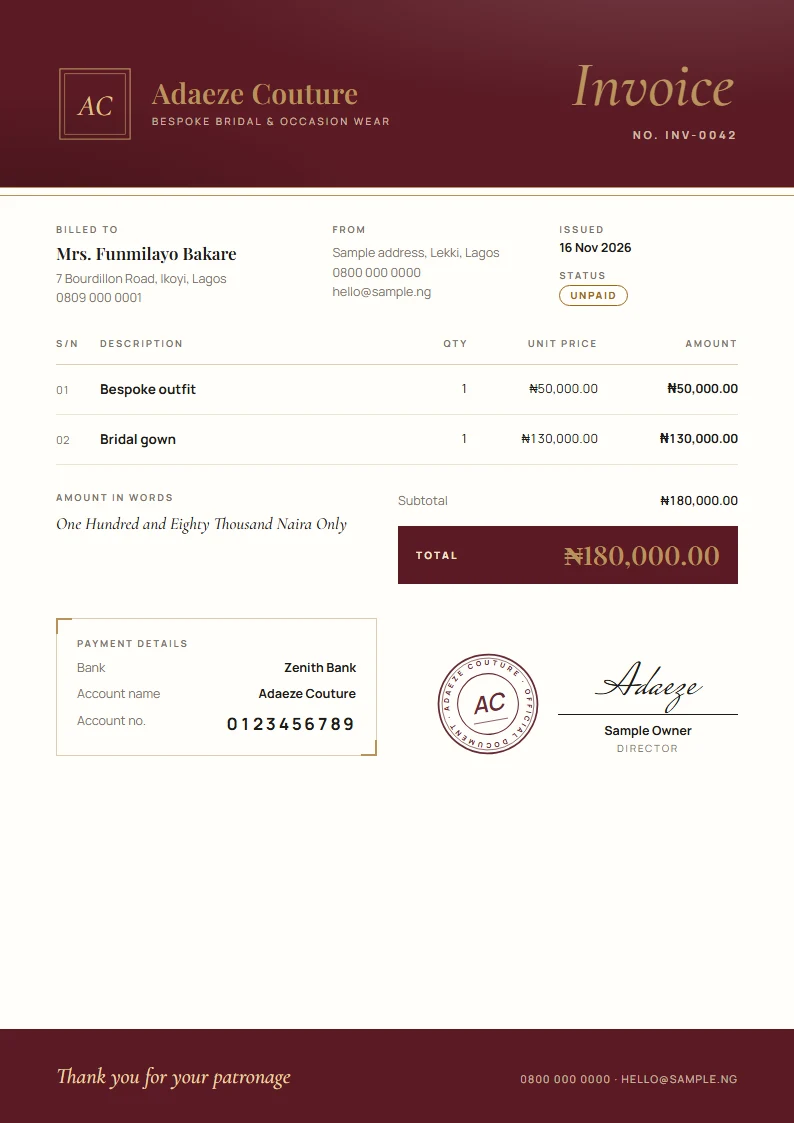 AC
Adaeze Couture
BESPOKE BRIDAL & OCCASION WEAR
Invoice
NO. INV-0042
BILLED TO
Mrs. Funmilayo Bakare
7 Bourdillon Road, Ikoyi, Lagos
0809 000 0001
FROM
Sample address, Lekki, Lagos
0800 000 0000
hello@sample.ng
ISSUED
16 Nov 2026
STATUS
UNPAID
S/N DESCRIPTION QTY UNIT PRICE AMOUNT
01 Bespoke outfit 1 ₦50,000.00 ₦50,000.00
02 Bridal gown 1 ₦130,000.00 ₦130,000.00
AMOUNT IN WORDS
One Hundred and Eighty Thousand Naira Only
Subtotal ₦180,000.00
TOTAL ₦180,000.00
PAYMENT DETAILS
Bank Zenith Bank
Account name Adaeze Couture
Account no. 0123456789
ADAEZE COUTURE · OFFICIAL DOCUMENT ·
AC
Adaeze
Sample Owner
DIRECTOR
Thank you for your patronage
0800 000 0000 · HELLO@SAMPLE.NG